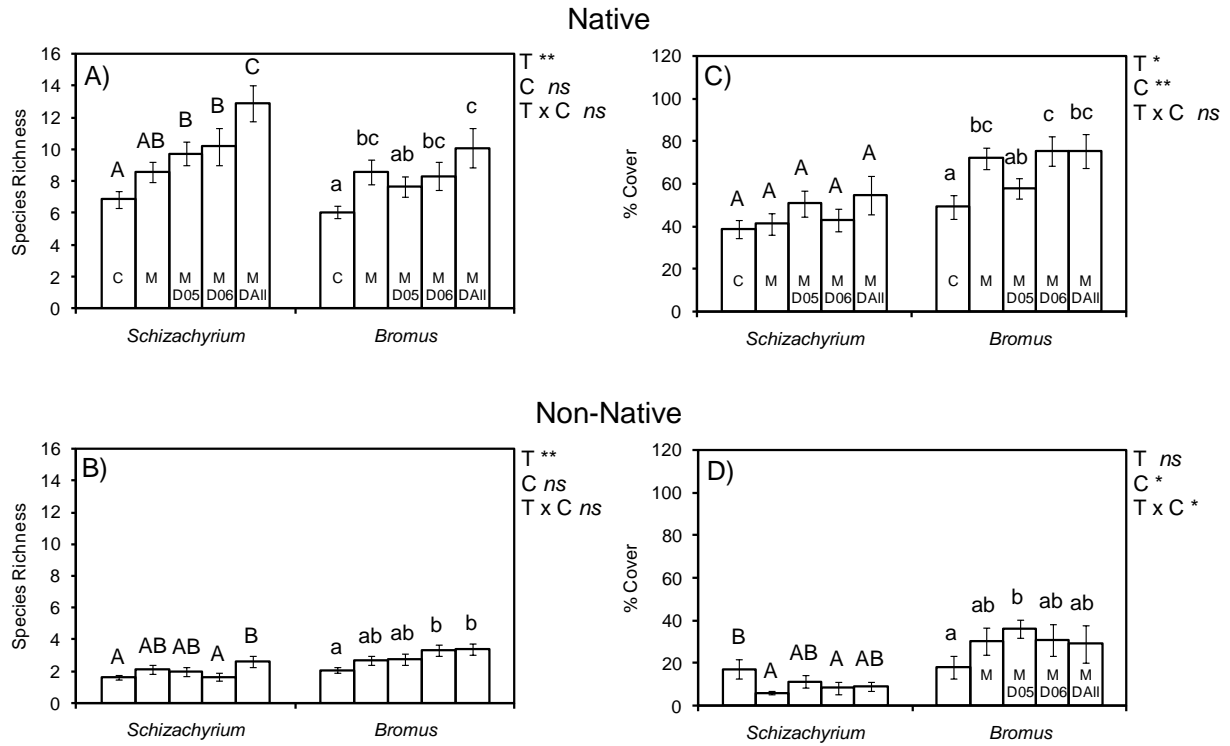 Native
A)
Species Richness
16
14
12
10
8
6
4
2
0
A
AB
B
B
C
a
bc
ab
bc
c
C
M
M
D05
M
D06
M
DAll
C
M
M
D05
M
D06
M
DAll
Schizachyrium
Bromus
T **
C ns
T x C ns
C)
% Cover
120
100
80
60
40
20
0
A
A
A
A
A
a
bc
ab
c
bc
C
M
M
D05
M
D06
M
DAll
C
M
M
D05
M
D06
M
DAll
Schizachyrium
Bromus
T *
C **
T x C ns
Non-Native
B)
Species Richness
16
14
12
10
8
6
4
2
0
A
AB
AB
A
B
a
ab
ab
b
b
Schizachyrium
Bromus
T **
C ns
T x C ns
D)
% Cover
120
100
80
60
40
20
0
B
A
AB
A
AB
a
ab
b
ab
ab
M
M
D05
M
D06
M
DAll
Schizachyrium
Bromus
T ns
C *
T x C *